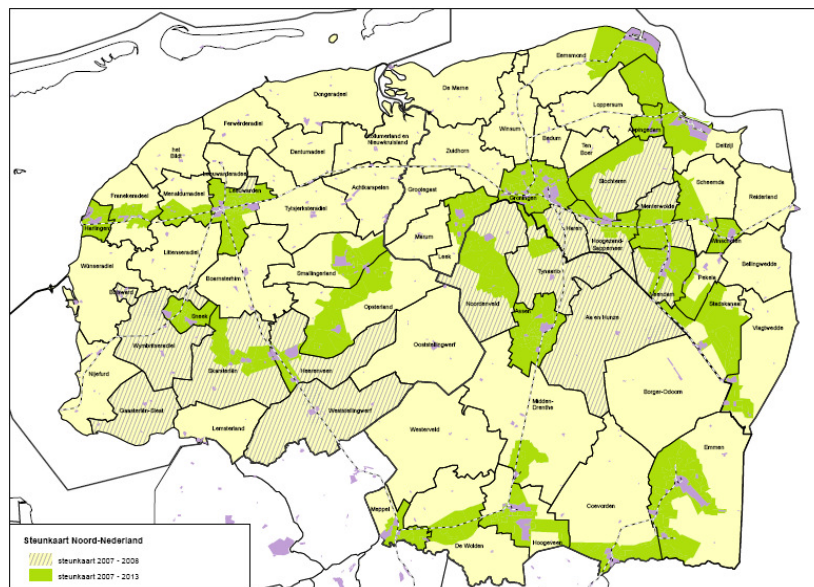 Eemsmond
De Marne
Dongeradeel
Loppersum
Ferwerderadiel
Winsum
Appingedam
Kollumerland en
Nieuwkruisland
Zuidhorn
Bedum
Ten
Boer
Delfzijl
het
Bildt
Dantumadeel
Leeuwarderadeel
Slochteren
Scheemda
Reiderland
Franekeradeel
Menaldumadeel
Leeuwarden
Achtkarspelen
Grootegast
Groningen
Menterwolde
Tytsjerksteradiel
Harlingen
Marum
Leek
Haren
Hoogezand-
Sappemeer
Winschoten
Littenseradiel
Wûnseradiel
Boarnsterhim
Smallingerland
Tynaarlo
Pekela
Bellingwedde
Veendam
Opsterland
Noordenveld
Stadskanaal
Sneek
Assen
Aa en Hunze
Vlagtwedde
Wymbritseradiel
Ooststellingwerf
Nijefurd
Skarsterlân
Heerenveen
Borger-Odoorn
Gaasterlân-Sleat
Weststellingwerf
Midden-
Drenthe
Lemsterland
Westerveld
Emmen
Meppel
Coevorden
De Wolden
Hoogeveen
Steunkaart Noord-Nederland
steunkaart 2007 - 2008
steunkaart 2007 - 2013